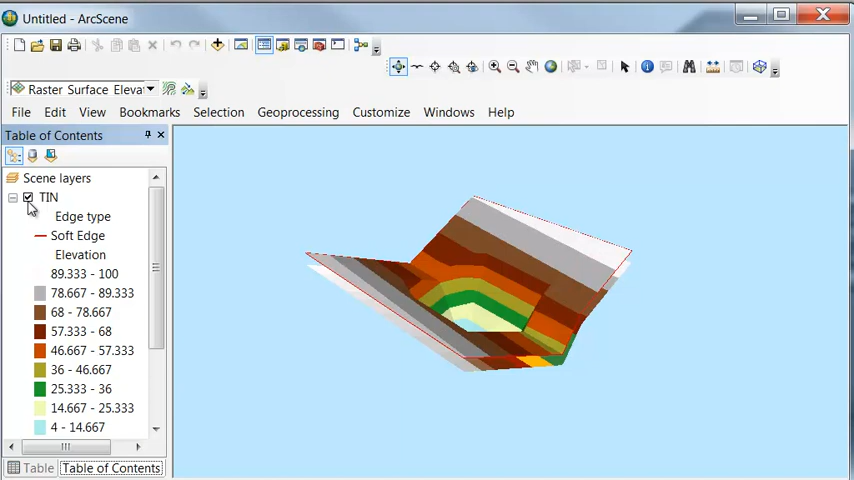 Untitled - ArcScene
Raster Surface Elevat
File Edit View Bookmarks Selection Geoprocessing Customize Windows Help
Table of Contents
Scene layers
TIN
Edge type
Soft Edge
Elevation
89.333 - 100
78.667 - 89.333
68 - 78.667
57.333 - 68
46.667 - 57.333
36 - 46.667
25.333 - 36
14.667 - 25.333
4 - 14.667
Table Table of Contents